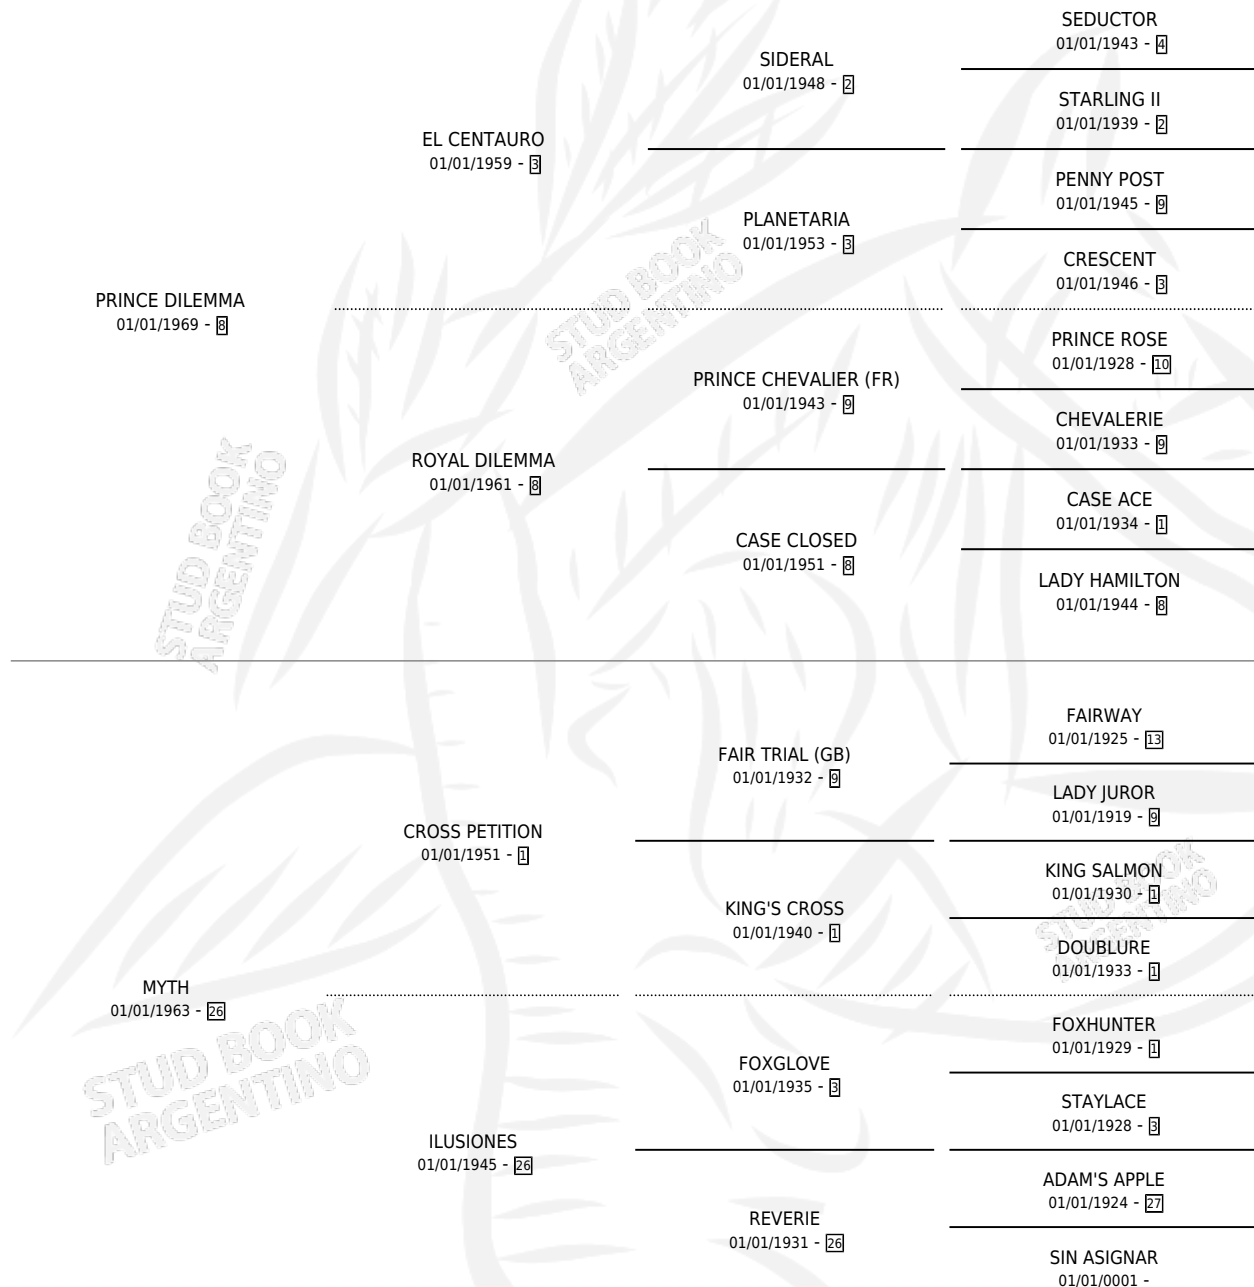 SEDUCTOR
01/01/1943 - 4
SIDERAL
01/01/1948 - 2
STARLING II
01/01/1939 - 2
EL CENTAURO
01/01/1959 - 3
PENNY POST
01/01/1945 - 9
PLANETARIA
01/01/1953 - 3
CRESCENT
01/01/1946 - 3
PRINCE DILEMMA
01/01/1969 - 8
PRINCE ROSE
01/01/1928 - 10
PRINCE CHEVALIER (FR)
01/01/1943 - 9
CHEVALERIE
01/01/1933 - 9
ROYAL DILEMMA
01/01/1961 - 8
CASE ACE
01/01/1934 - 1
CASE CLOSED
01/01/1951 - 8
LADY HAMILTON
01/01/1944 - 8
FAIRWAY
01/01/1925 - 13
FAIR TRIAL (GB)
01/01/1932 - 9
LADY JUROR
01/01/1919 - 9
CROSS PETITION
01/01/1951 - 1
KING SALMON
01/01/1930 - 1
KING'S CROSS
01/01/1940 - 1
DOUBLURE
01/01/1933 - 1
MYTH
01/01/1963 - 26
FOXHUNTER
01/01/1929 - 1
FOXGLOVE
01/01/1935 - 3
STAYLACE
01/01/1928 - 3
ILUSIONES
01/01/1945 - 26
ADAM'S APPLE
01/01/1924 - 27
REVERIE
01/01/1931 - 26
SIN ASIGNAR
01/01/0001 -
STUD BOOK
ARGENTINO
STUD BOOK
ARGENTINO
STUD BOOK
ARGENTINO
STUD BOOK
ARGENTINO